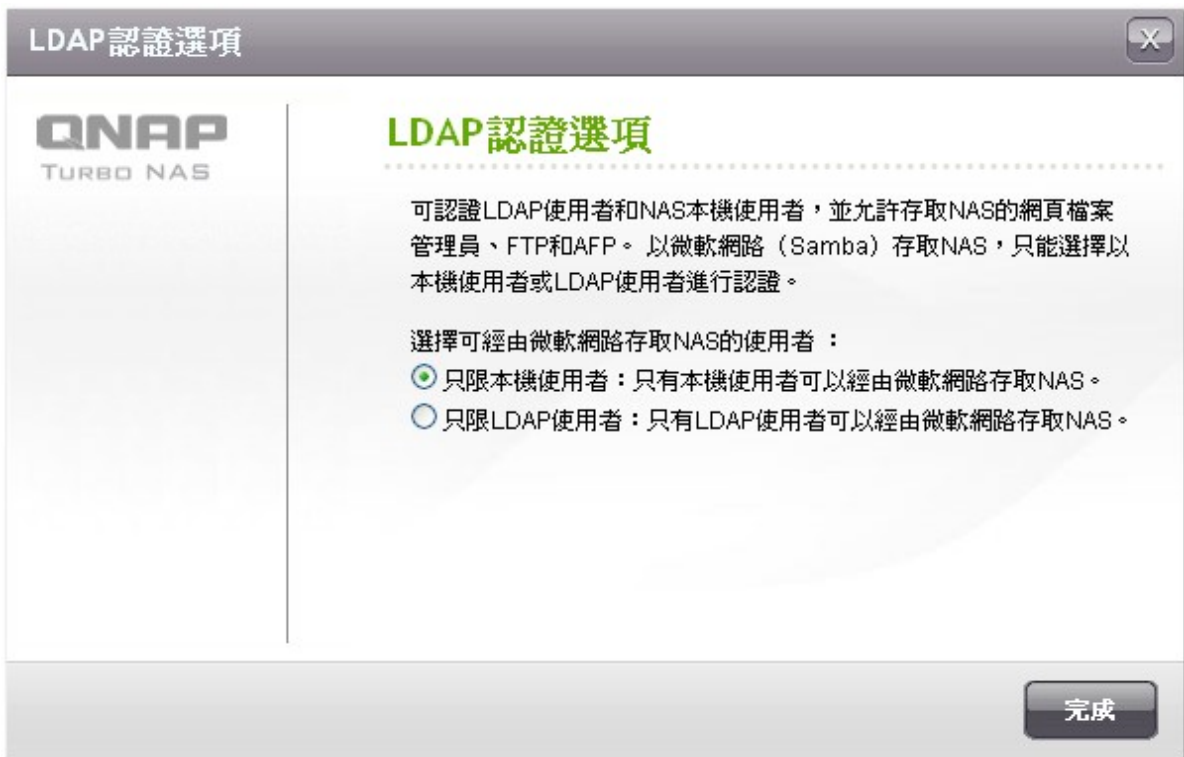 LDAP認證選項
X
QNAP
TURBO NAS
LDAP認證選項
可認證LDAP使用者和NAS本機使用者，並允許存取NAS的網頁檔案
管理員、FTP和AFP。 以微軟網路（Samba）存取NAS，只能選擇以
本機使用者或LDAP使用者進行認證。
選擇可經由微軟網路存取NAS的使用者 ：
只限本機使用者：只有本機使用者可以經由微軟網路存取NAS。
只限LDAP使用者：只有LDAP使用者可以經由微軟網路存取NAS。
完成